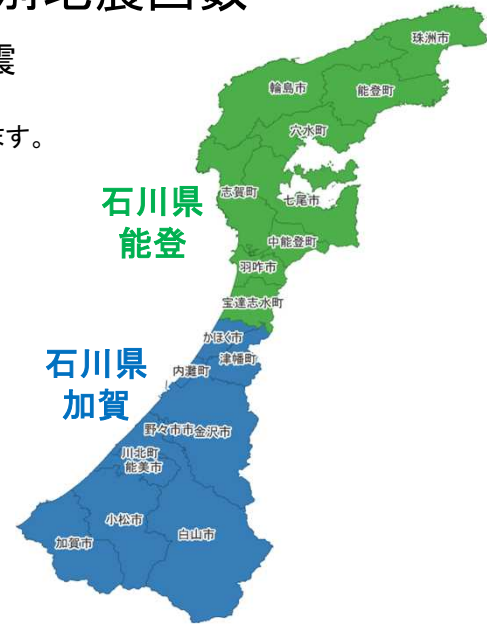 別地震回数
震
ます。
珠洲市
輪島市
能登町
穴水町
志賀町
七尾市
石川県
能登
中能登町
羽咋市
宝達志水町
かほく市
津幡町
石川県
加賀
内灘町
野々市市
金沢市
川北町
能美市
小松市
白山市
加賀市